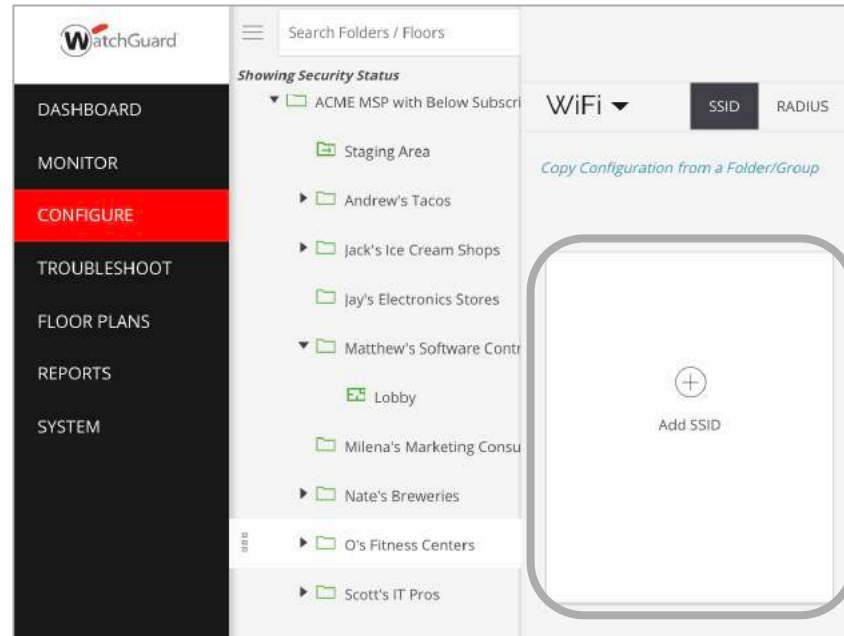 WatchGuard
DASHBOARD
MONITOR
CONFIGURE
TROUBLESHOOT
FLOOR PLANS
REPORTS
SYSTEM
Search Folders / Floors
Showing Security Status
ACME MSP with Below Subscri
Staging Area
Andrew's Tacos
Jack's Ice Cream Shops
Jay's Electronics Stores
Matthew's Software Contr
Lobby
Milena's Marketing Consu
Nate's Breweries
O's Fitness Centers
Scott's IT Pros
WiFi SSID RADIUS
Copy Configuration from a Folder/Group
Add SSID